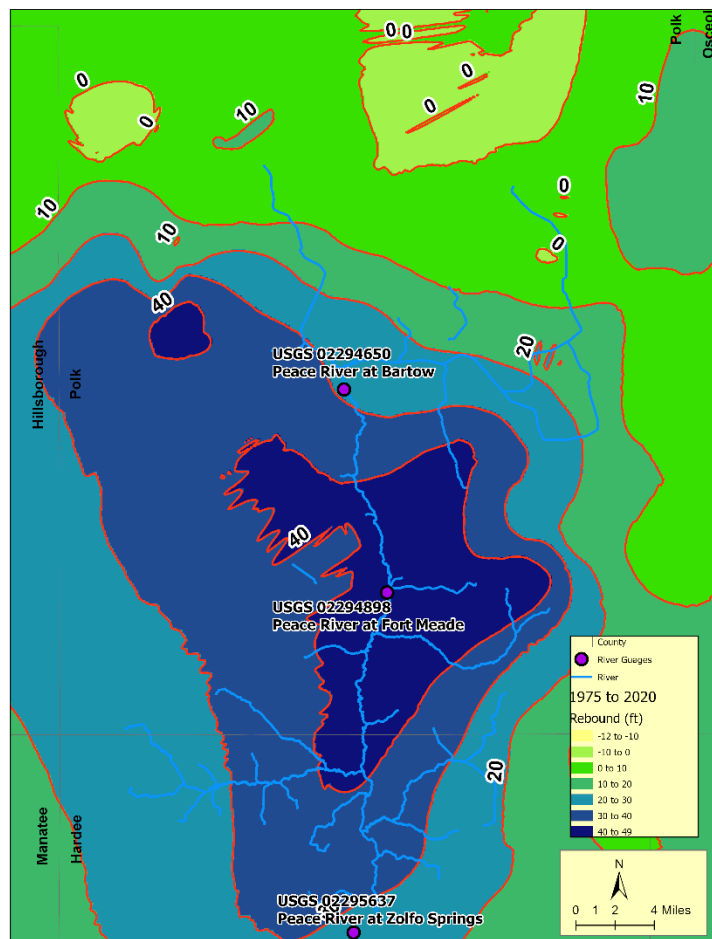 Polk
Osceol
0
00
0
0
0
0
10
10
0
10
10
0
40
20
Hillsborough
Polk
USGS 02294650
Peace River at Bartow
40
USGS 02294898
Peace River at Fort Meade
County
River Guages
River
1975 to 2020
Rebound (ft)
-12 to -10
-10 to 0
0 to 10
10 to 20
20 to 30
30 to 40
40 to 49
20
Manatee
Hardee
N
0 2 4 Miles
USGS 02295637
Peace River at Zolfo Springs